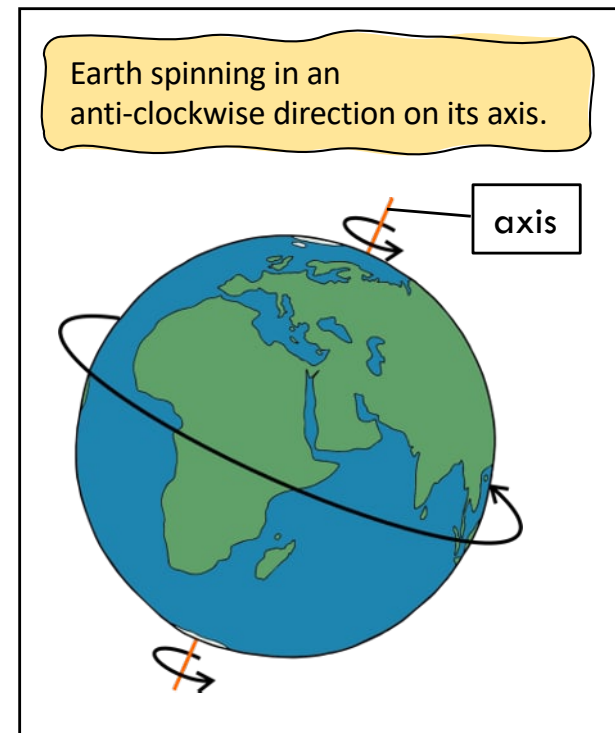 Earth spinning in an
anti-clockwise direction on its axis.
axis